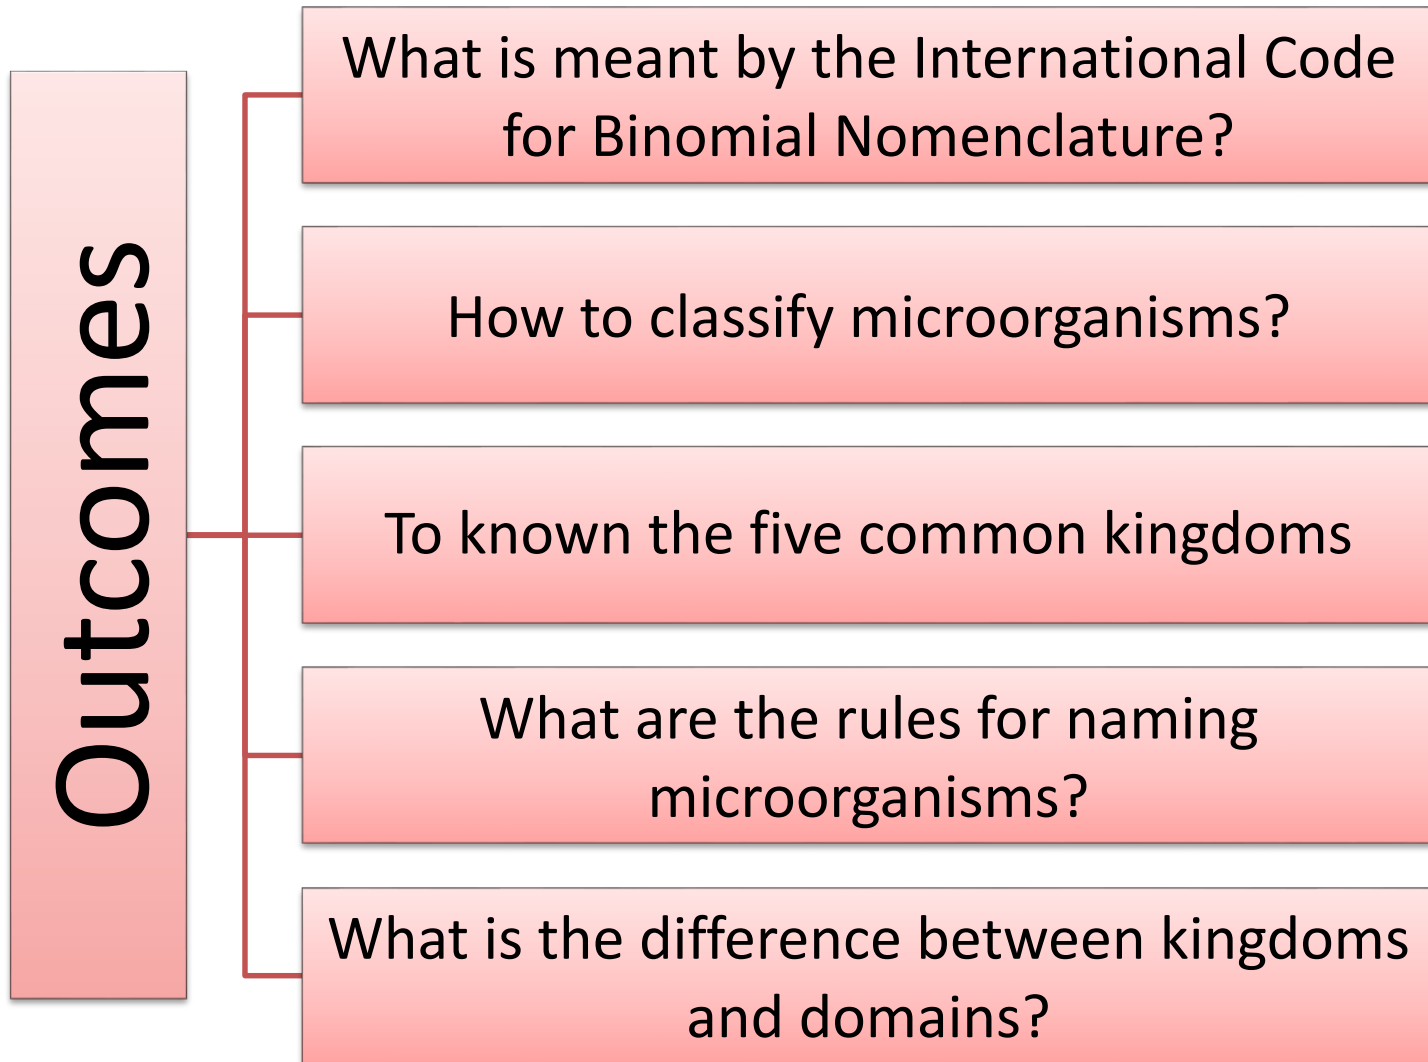 Outcomes
What is meant by the International Code
for Binomial Nomenclature?
How to classify microorganisms?
To known the five common kingdoms
What are the rules for naming
microorganisms?
What is the difference between kingdoms
and domains?